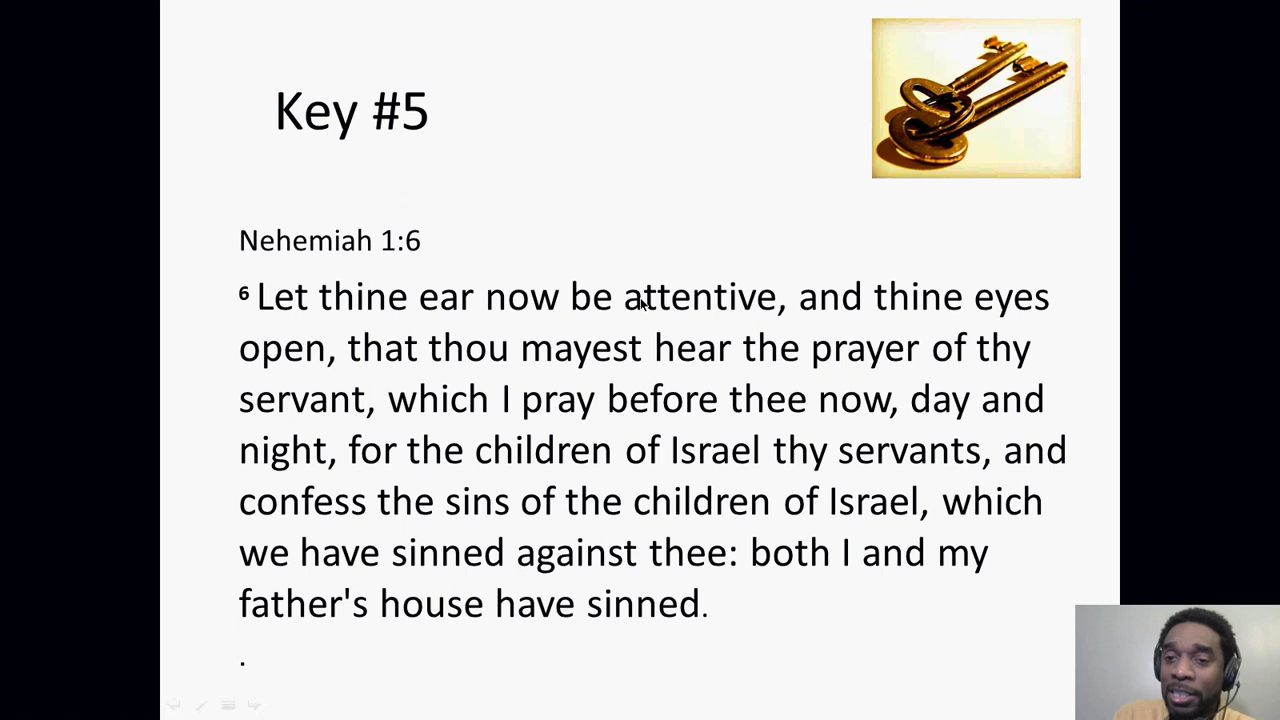 Key #5
Nehemiah 1:6
6 Let thine ear now be attentive, and thine eyes
open, that thou mayest hear the prayer of thy
servant, which I pray before thee now, day and
night, for the children of Israel thy servants, and
confess the sins of the children of Israel, which
we have sinned against thee: both I and my
father's house have sinned.
.